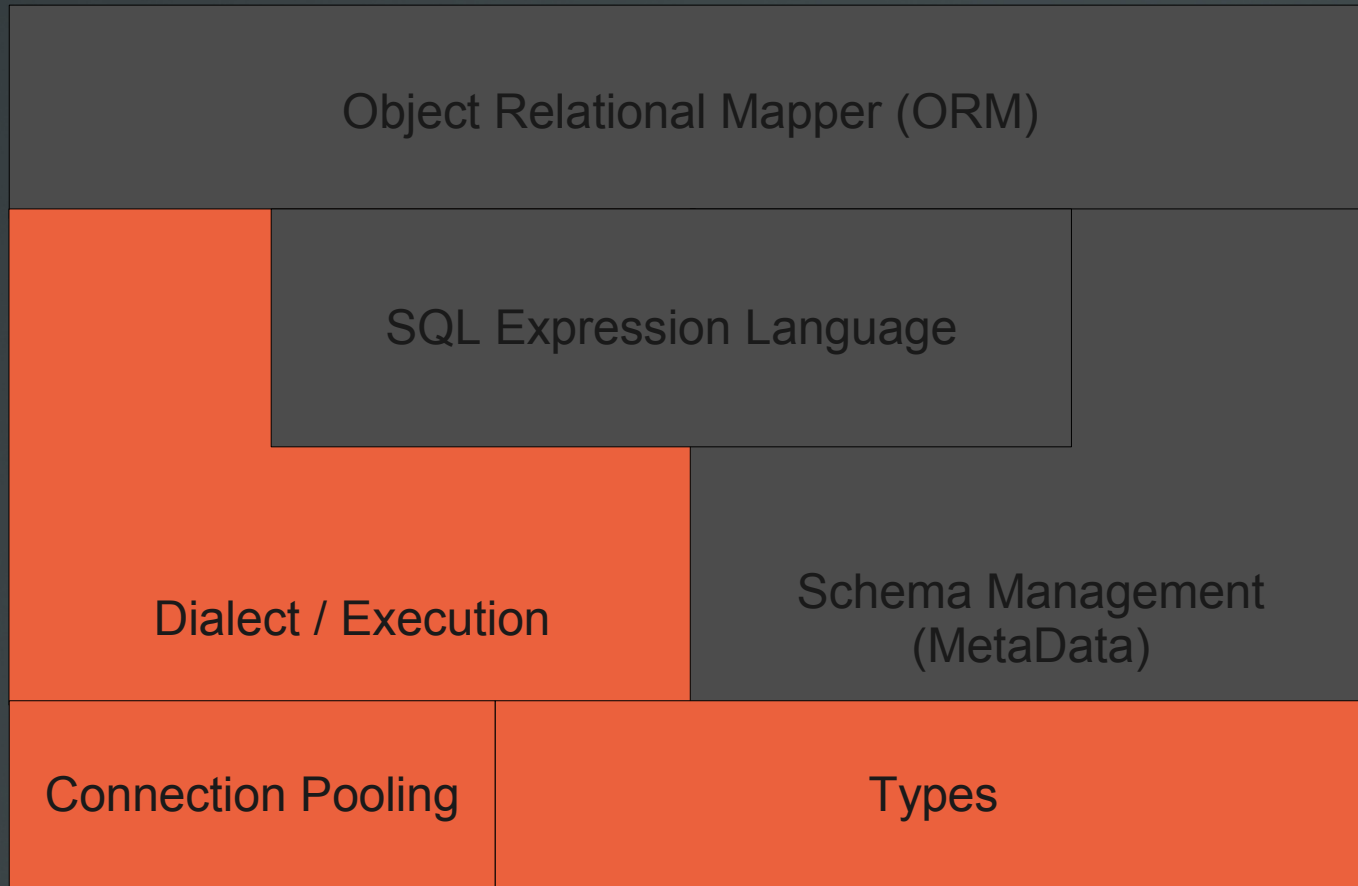 Object Relational Mapper (ORM)
SQL Expression Language
Dialect / Execution
Schema Management
(MetaData)
Connection Pooling
Types